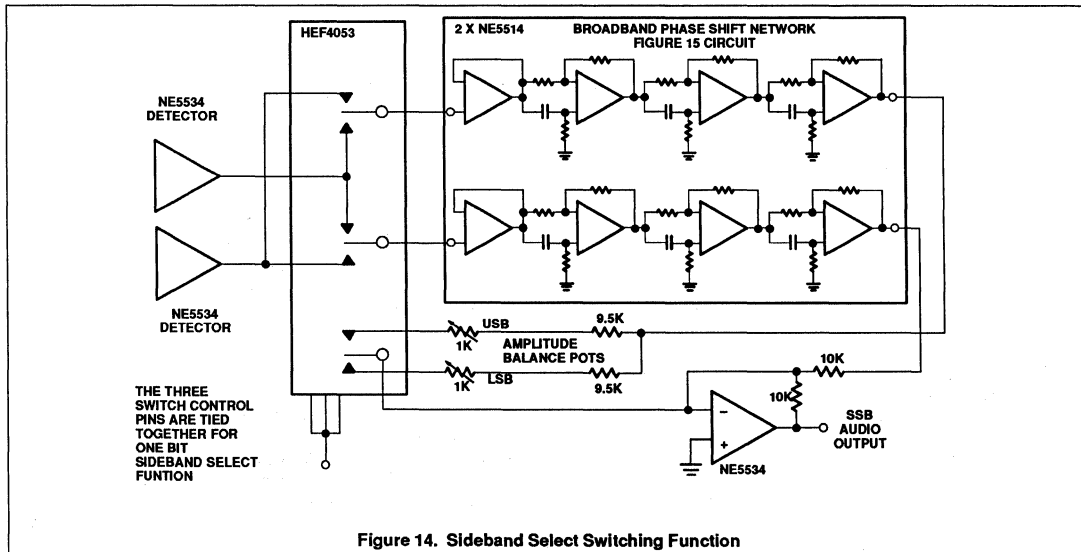 HEF4053
2 X NE5514
BROADBAND PHASE SHIFT NETWORK
FIGURE 15 CIRCUIT
NE5534
DETECTOR
NE5534
DETECTOR
USB
1K
9.5K
AMPLITUDE
BALANCE POTS
LSB
1K
9.5K
10K
10K
THE THREE
SWITCH CONTROL
PINS ARE TIED
TOGETHER FOR
ONE BIT
SIDEBAND SELECT
FUNTION
−
+
NE5534
SSB
AUDIO
OUTPUT
Figure 14. Sideband Select Switching Function